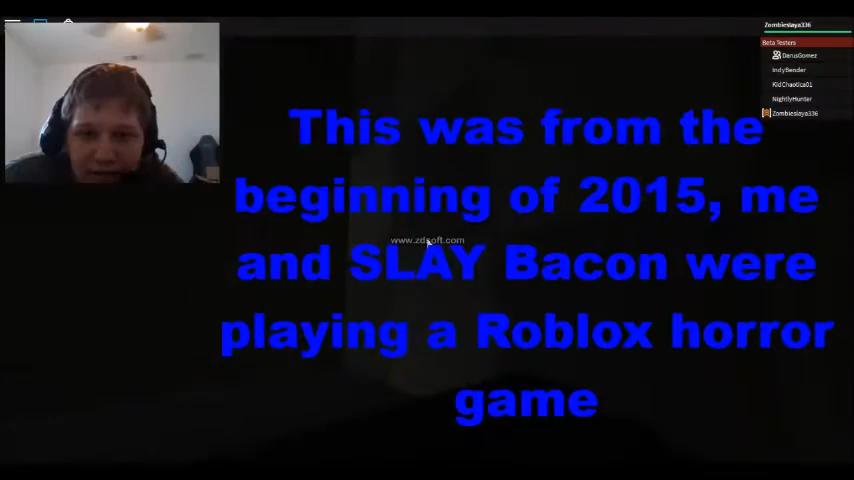 Zombieslaya336
Beta Testers
DarusGomez
IndyBender
KidChaotica01
NightlyHunter
Zombieslaya336
This was from the
beginning of 2015, me
www.zdsoft.com
and SLAY Bacon were
playing a Roblox horror
game